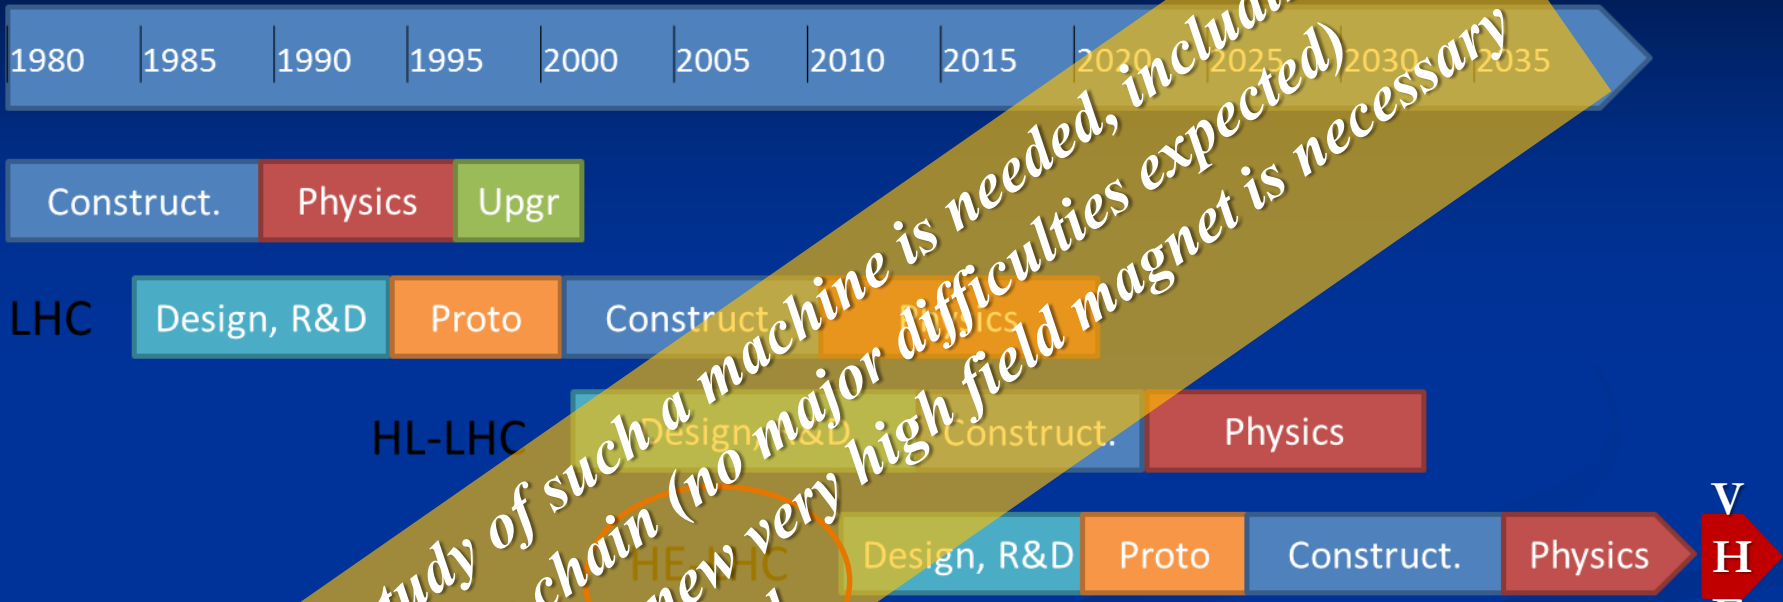 1980 1985 1990 1995 2000 2005 2010 2015 2020 2025 2030 2035
Construct. Physics Upgr
LHC Design, R&D Proto Construct. Physics
HL-LHC Design, R&D Construct. Physics
HE-LHC Design, R&D Proto Construct. Physics
V
H
tudy of such a machine is needed, includi
chain (no major difficulties expected)
new very high field magnet is necessary